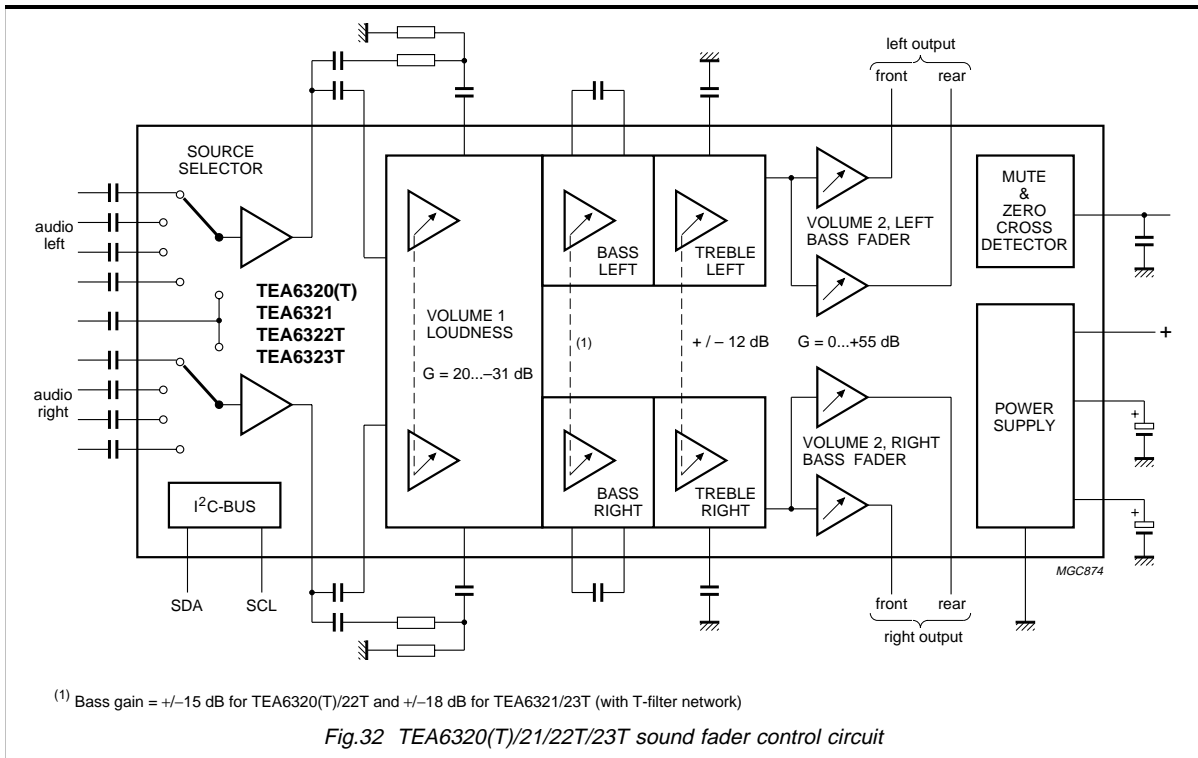 left output
front rear
SOURCE
SELECTOR
audio
left
TEA6320(T)
TEA6321
TEA6322T
TEA6323T
audio
right
I²C-BUS
SDA SCL
VOLUME 1
LOUDNESS
G = 20...–31 dB
BASS
LEFT
TREBLE
LEFT
(1)
+ / – 12 dB
BASS
RIGHT
TREBLE
RIGHT
VOLUME 2, LEFT
BASS FADER
G = 0...+55 dB
VOLUME 2, RIGHT
BASS FADER
MUTE
&
ZERO
CROSS
DETECTOR
+
POWER
SUPPLY
+
+
MGC874
front rear
right output
(1) Bass gain = +/–15 dB for TEA6320(T)/22T and +/–18 dB for TEA6321/23T (with T-filter network)
Fig.32 TEA6320(T)/21/22T/23T sound fader control circuit